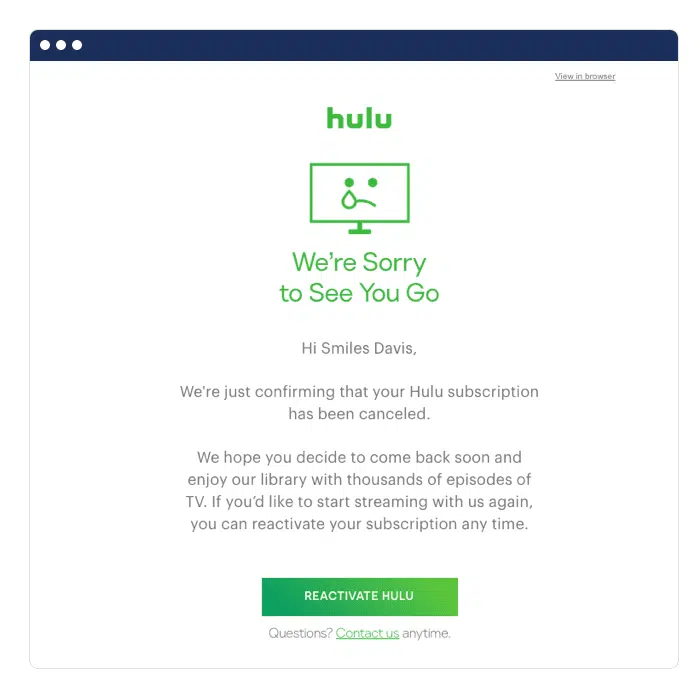 View in browser
hulu
We're Sorry
to See You Go
Hi Smiles Davis,
We're just confirming that your Hulu subscription
has been canceled.
We hope you decide to come back soon and
enjoy our library with thousands of episodes of
TV. If you'd like to start streaming with us again,
you can reactivate your subscription any time.
REACTIVATE HULU
Questions? Contact us anytime.